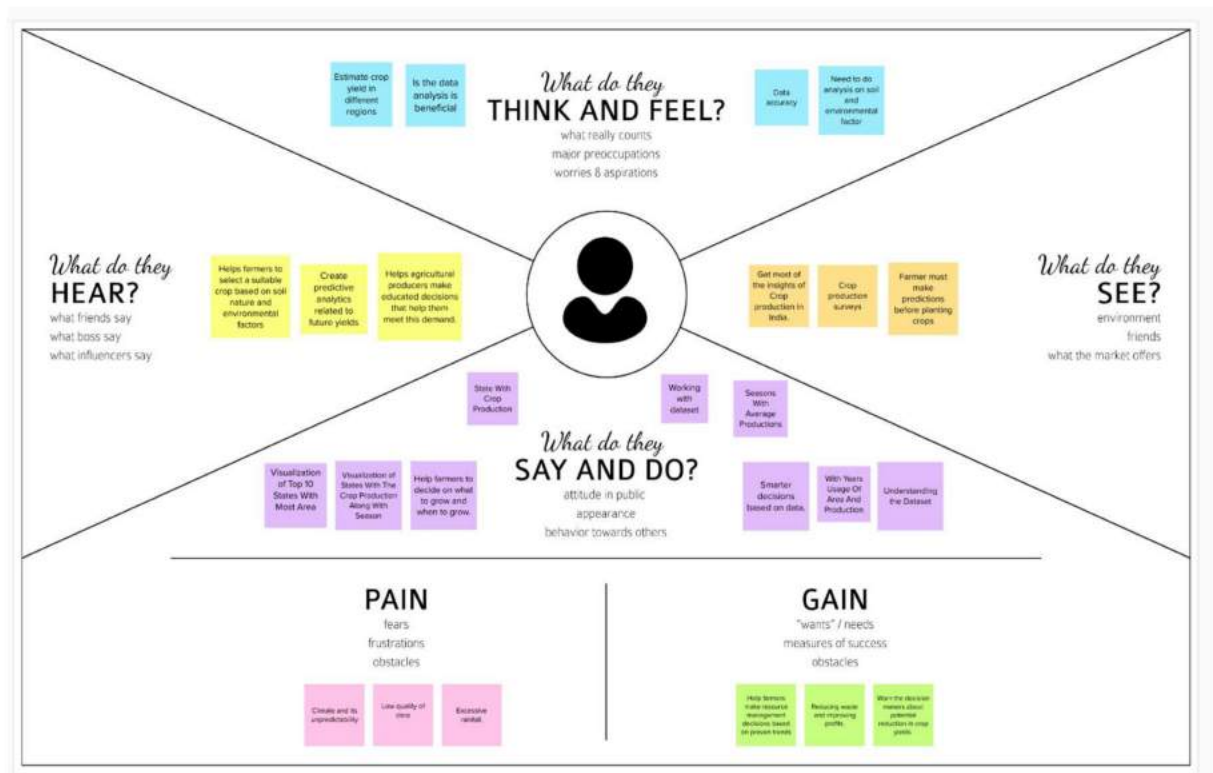 What do they
THINK AND FEEL?
what really counts
major preoccupations
worries & aspirations
Estimate crop
yield in
different
regions
Is the data
analysis is
beneficial
Data
accuracy
Need to do
analysis on soil
and
environmental
factor
What do they
HEAR?
what friends say
what boss say
what influencers say
Helps farmers to
select a suitable
crop based on soil
nature and
environmental
factors
Create
predictive
analytics
related to
future yields
Helps agricultural
producers make
educated decisions
that help them
meet this demand.
Get most of
the insights of
Crop
production in
India.
Crop
production
surveys
Farmer must
make
predictions
before planting
crops
What do they
SEE?
environment
friends
what the market offers
State With
Crop
Production
Working
with
dataset
Seasons
With
Average
Productions
What do they
SAY AND DO?
attitude in public
appearance
behavior towards others
Visualization
of Top 10
States With
Most Area
Visualization of
States With The
Crop Production
Along With
Season
Help farmers to
decide on what
to grow and
when to grow.
Smarter
decisions
based on data.
With Years
Usage Of
Area And
Production
Understanding
the Dataset
PAIN
fears
frustrations
obstacles
Climate and its
unpredictability
Low quality of
Excessive
rainfall.
GAIN
"wants" / needs
measures of success
obstacles
Help farmers
make resource
management
decisions based
on proven trends
Reducing waste
and improving
profits.
Warn the decision
makers about
potential
reduction in crop
yields